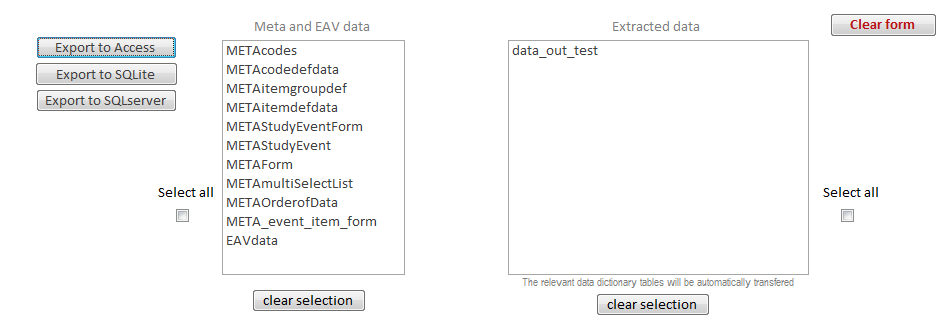 Meta and EAV data
Extracted data
Clear form
Export to Access
Export to SQLite
Export to SQLserver
METAcodes
METAcodedefdata
METAitemgroupdef
METAitemdefdata
METAStudyEventForm
METAStudyEvent
METAForm
METAmultiSelectList
METAOrderofData
META_event_item_form
EAVdata
data_out_test
Select all
Select all
The relevant data dictionary tables will be automatically transfered
clear selection
clear selection